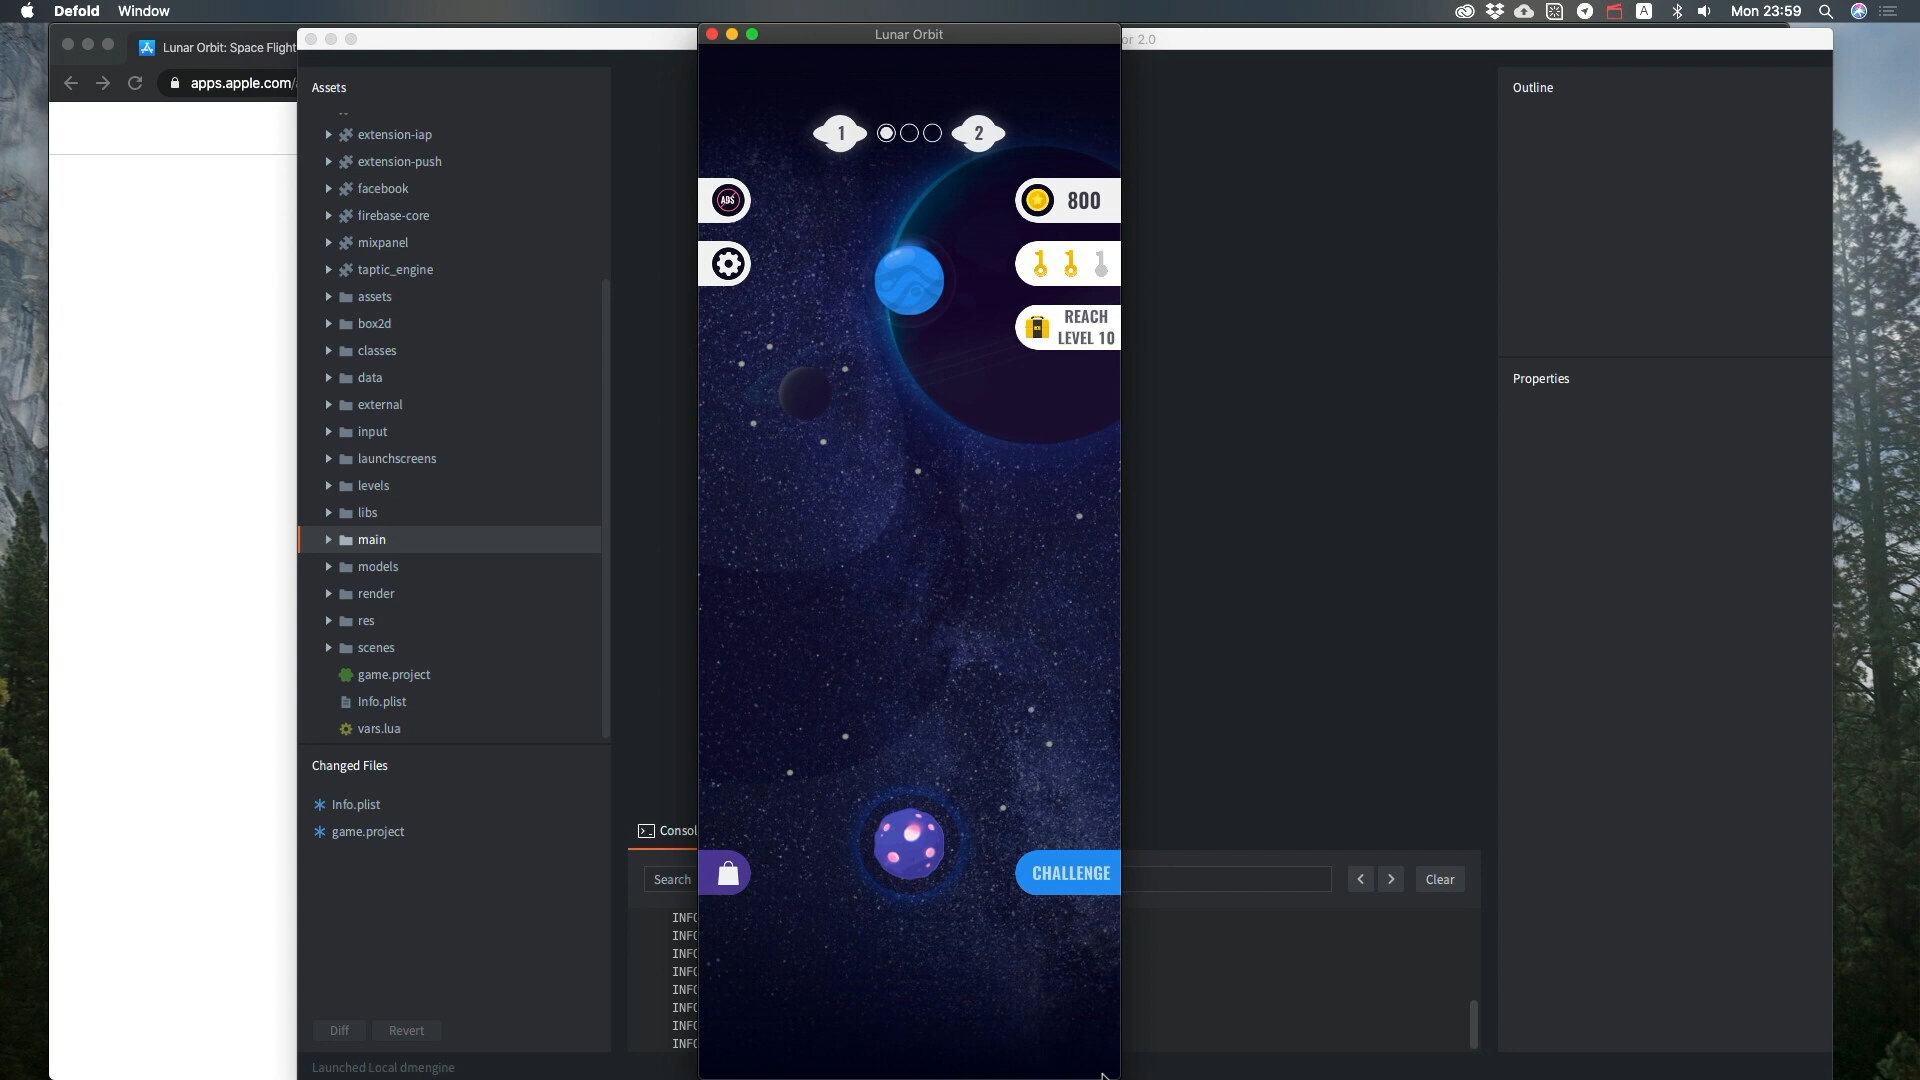 Defold Window
Mon 23:59
Lunar Orbit: Space Flight
apps.apple.com/
Lunar Orbit
or 2.0
Assets
extension-iap
extension-push
facebook
firebase-core
mixpanel
taptic_engine
assets
box2d
classes
data
external
input
launchscreens
levels
libs
main
models
render
res
scenes
game.project
Info.plist
vars.lua
Changed Files
Info.plist
game.project
Diff Revert
Launched Local dmengine
1 2
ADS
800
REACH
LEVEL 10
CHALLENGE
Consol
Search
Clear
INFO
INFO
INFO
INFO
INFO
INFO
INFO
INFO
Outline
Properties
A